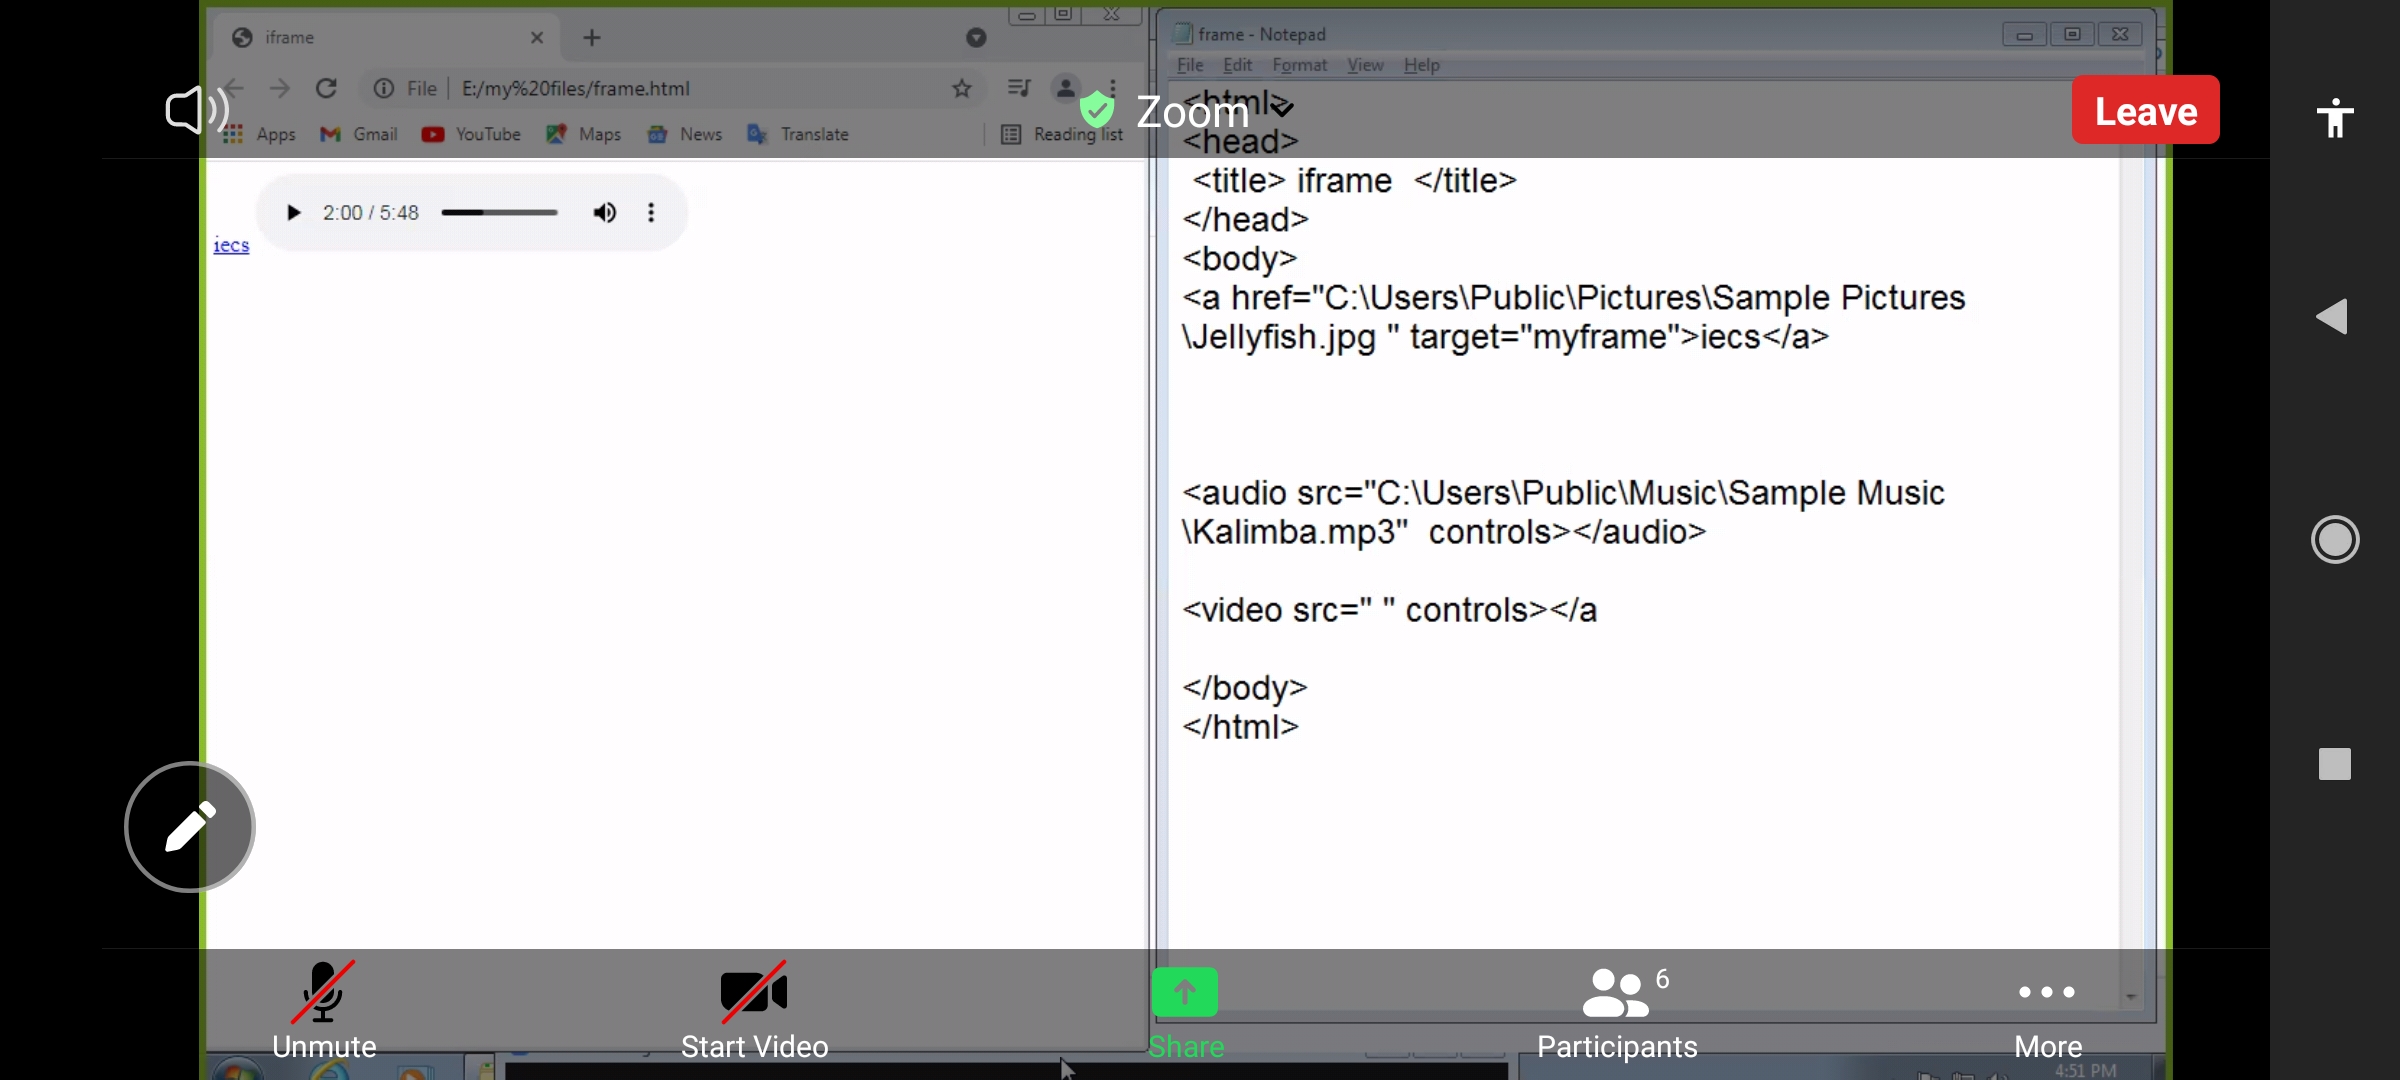 iframe
File E:/my%20files/frame.html
Apps Gmail YouTube Maps News Translate Reading list
2:00 / 5:48
iecs
frame - Notepad
File Edit Format View Help
Zoom
Leave
<html>
<head>
<title> iframe </title>
</head>
<body>
<a href="C:\Users\Public\Pictures\Sample Pictures
\Jellyfish.jpg " target="myframe">iecs</a>
<audio src="C:\Users\Public\Music\Sample Music
\Kalimba.mp3" controls></audio>
<video src=" " controls></a
</body>
</html>
6
Unmute Start Video Share Participants More
4:51 PM